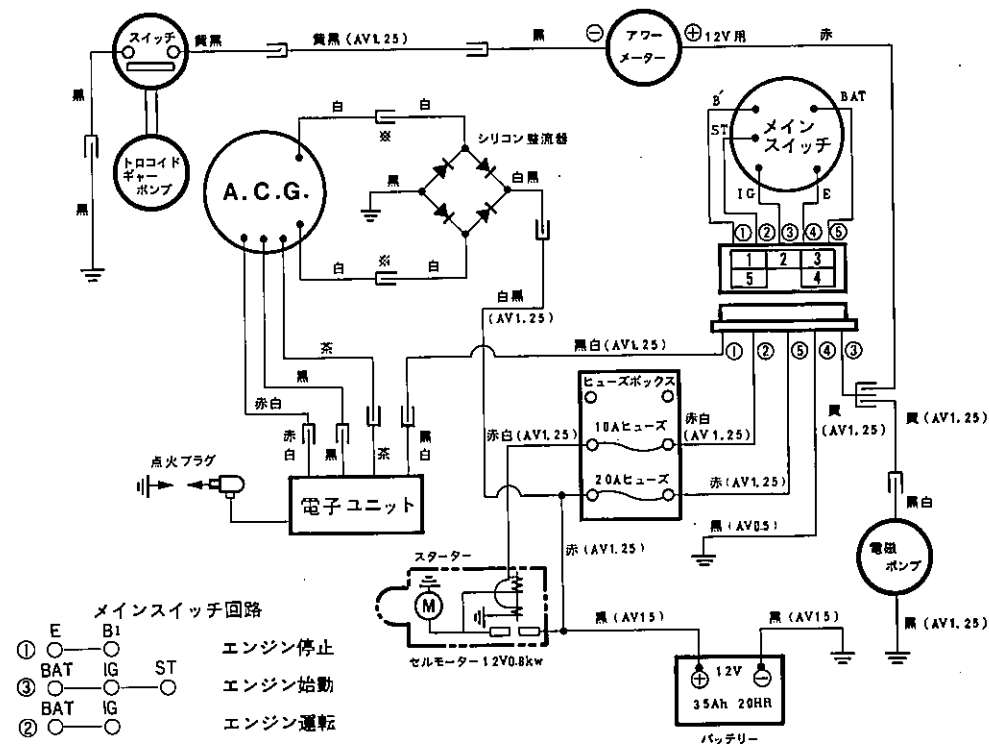 スイッチ
黄黒
黄黒(AV1.25)
黒
⊖
アワー
メーター
⊕12V用
赤
黒
黒
トロコイド
ギャー
ポンプ
A.C.G.
白
白
※
シリコン整流器
黒
白黒
白
※
白
B′
BAT
ST
メイン
スイッチ
IG
E
① ② ③ ④ ⑤
1 2 3
5 4
① ② ⑤ ④ ③
白黒
(AV1.25)
黒白(AV1.25)
茶
黒
赤白
赤
白
黒
茶
黒
白
点火プラグ
電子ユニット
ヒューズボックス
赤白(AV1.25)
10Aヒューズ
赤白
(AV1.25)
20Aヒューズ
赤(AV1.25)
赤(AV1.25)
黒(AV0.5)
黄
(AV1.25)
黄(AV1.25)
黒白
電磁
ポンプ
黒(AV1.25)
スターター
M
セルモーター12V0.8kw
黒(AV15)
黒(AV15)
12V
⊕ ⊖
35Ah 20HR
バッテリー
メインスイッチ回路
E B1
① エンジン停止
BAT IG ST
③ エンジン始動
BAT IG
② エンジン運転